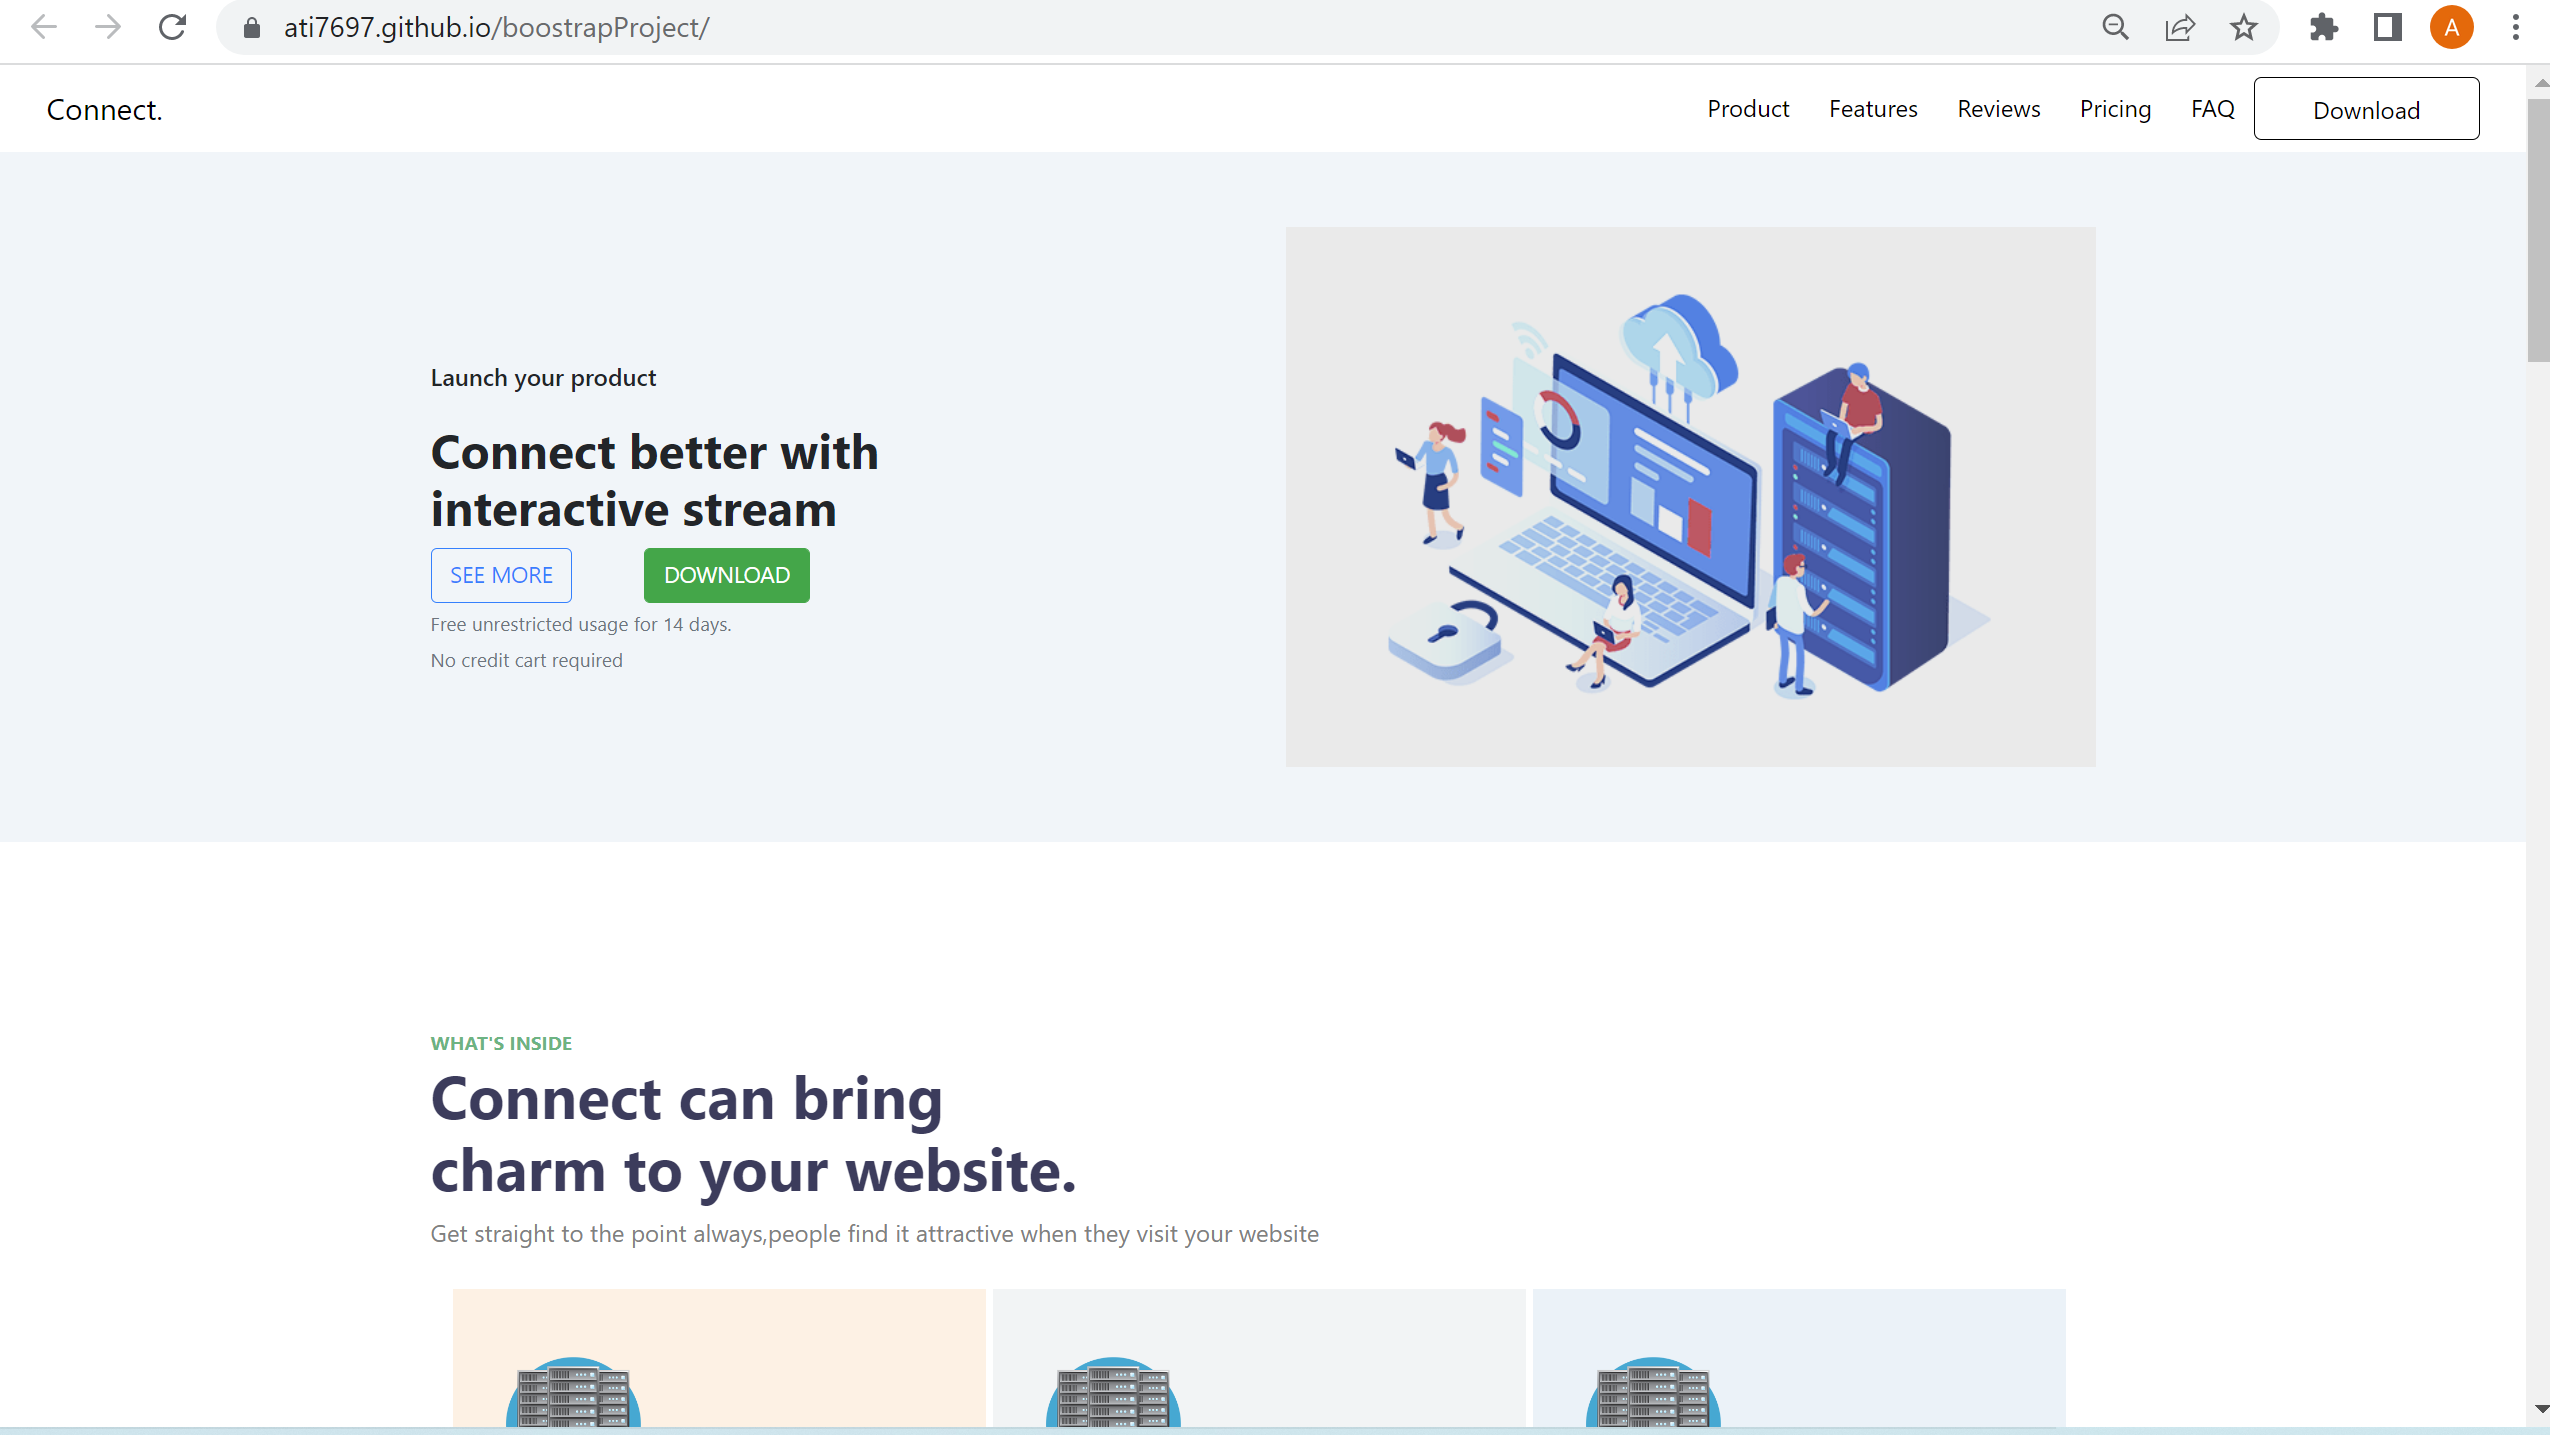 ati7697.github.io/boostrapProject/
A
Connect.
Product Features Reviews Pricing FAQ Download
Launch your product
Connect better with
interactive stream
SEE MORE DOWNLOAD
Free unrestricted usage for 14 days.
No credit cart required
WHAT'S INSIDE
Connect can bring
charm to your website.
Get straight to the point always,people find it attractive when they visit your website